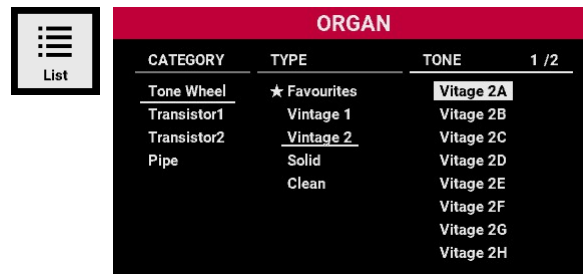 List
ORGAN
CATEGORY TYPE TONE 1 /2
Tone Wheel ★ Favourites Vitage 2A
Transistor1 Vintage 1 Vitage 2B
Transistor2 Vintage 2 Vitage 2C
Pipe Solid Vitage 2D
Clean Vitage 2E
Vitage 2F
Vitage 2G
Vitage 2H